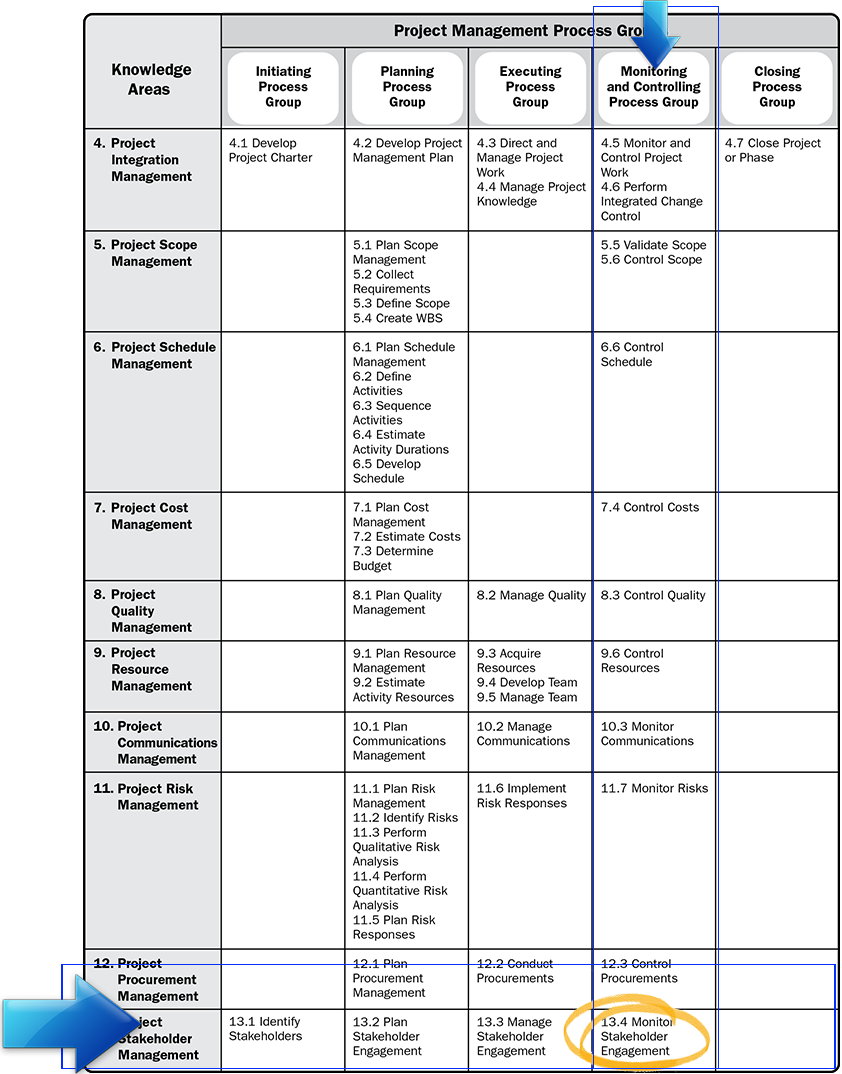 Project Management Process Gro
Knowledge
Areas
Initiating
Process
Group
Planning
Process
Group
Executing
Process
Group
Monitoring
and Controlling
Process Group
Closing
Process
Group
4. Project
Integration
Management
4.1 Develop
Project Charter
4.2 Develop Project
Management Plan
4.3 Direct and
Manage Project
Work
4.4 Manage Project
Knowledge
4.5 Monitor and
Control Project
Work
4.6 Perform
Integrated Change
Control
4.7 Close Project
or Phase
5. Project Scope
Management
5.1 Plan Scope
Management
5.2 Collect
Requirements
5.3 Define Scope
5.4 Create WBS
5.5 Validate Scope
5.6 Control Scope
6. Project Schedule
Management
6.1 Plan Schedule
Management
6.2 Define
Activities
6.3 Sequence
Activities
6.4 Estimate
Activity Durations
6.5 Develop
Schedule
6.6 Control
Schedule
7. Project Cost
Management
7.1 Plan Cost
Management
7.2 Estimate Costs
7.3 Determine
Budget
7.4 Control Costs
8. Project
Quality
Management
8.1 Plan Quality
Management
8.2 Manage Quality
8.3 Control Quality
9. Project
Resource
Management
9.1 Plan Resource
Management
9.2 Estimate
Activity Resources
9.3 Acquire
Resources
9.4 Develop Team
9.5 Manage Team
9.6 Control
Resources
10. Project
Communications
Management
10.1 Plan
Communications
Management
10.2 Manage
Communications
10.3 Monitor
Communications
11. Project Risk
Management
11.1 Plan Risk
Management
11.2 Identify Risks
11.3 Perform
Qualitative Risk
Analysis
11.4 Perform
Quantitative Risk
Analysis
11.5 Plan Risk
Responses
11.6 Implement
Risk Responses
11.7 Monitor Risks
12. Project
Procurement
Management
12.1 Plan
Procurement
Management
12.2 Conduct
Procurements
12.3 Control
Procurements
oject
Stakeholder
Management
13.1 Identify
Stakeholders
13.2 Plan
Stakeholder
Engagement
13.3 Manage
Stakeholder
Engagement
13.4 Monitor
Stakeholder
Engagement